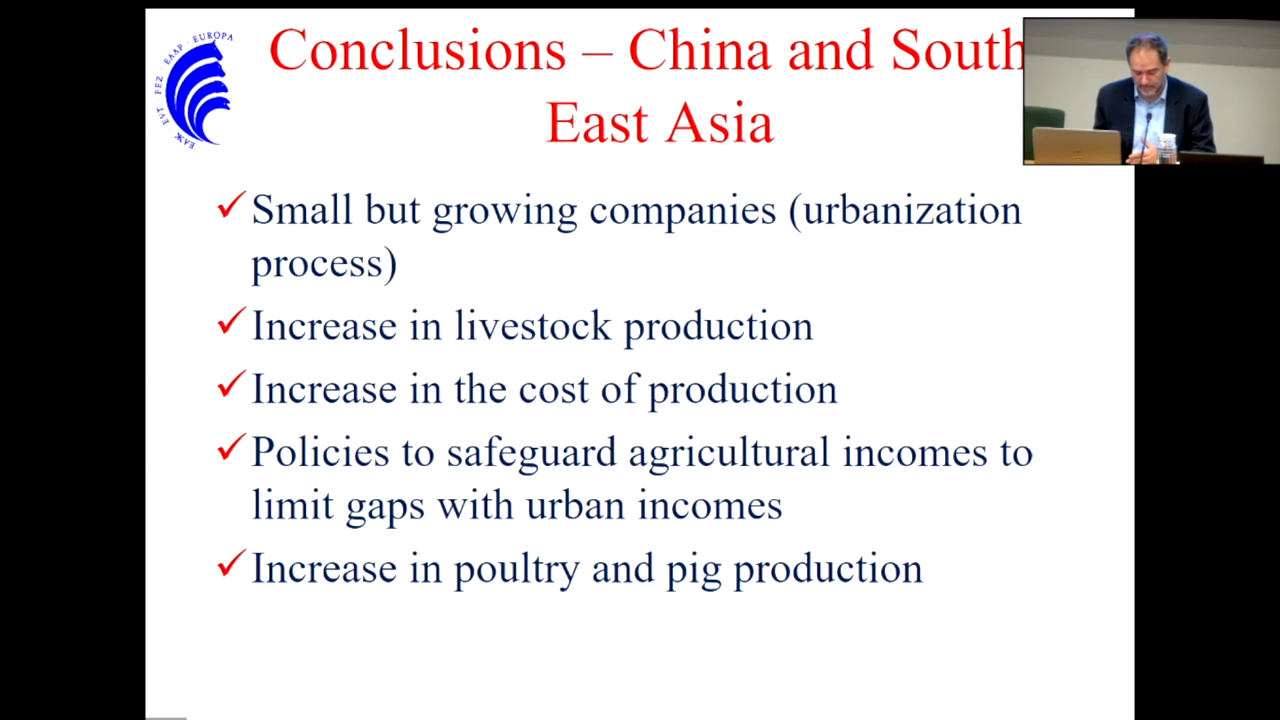 Conclusions – China and South
East Asia
EAAP · EUROPA
EVT · FEZ
ЕАЖ
✓Small but growing companies (urbanization
process)
✓Increase in livestock production
✓Increase in the cost of production
✓Policies to safeguard agricultural incomes to
limit gaps with urban incomes
✓Increase in poultry and pig production